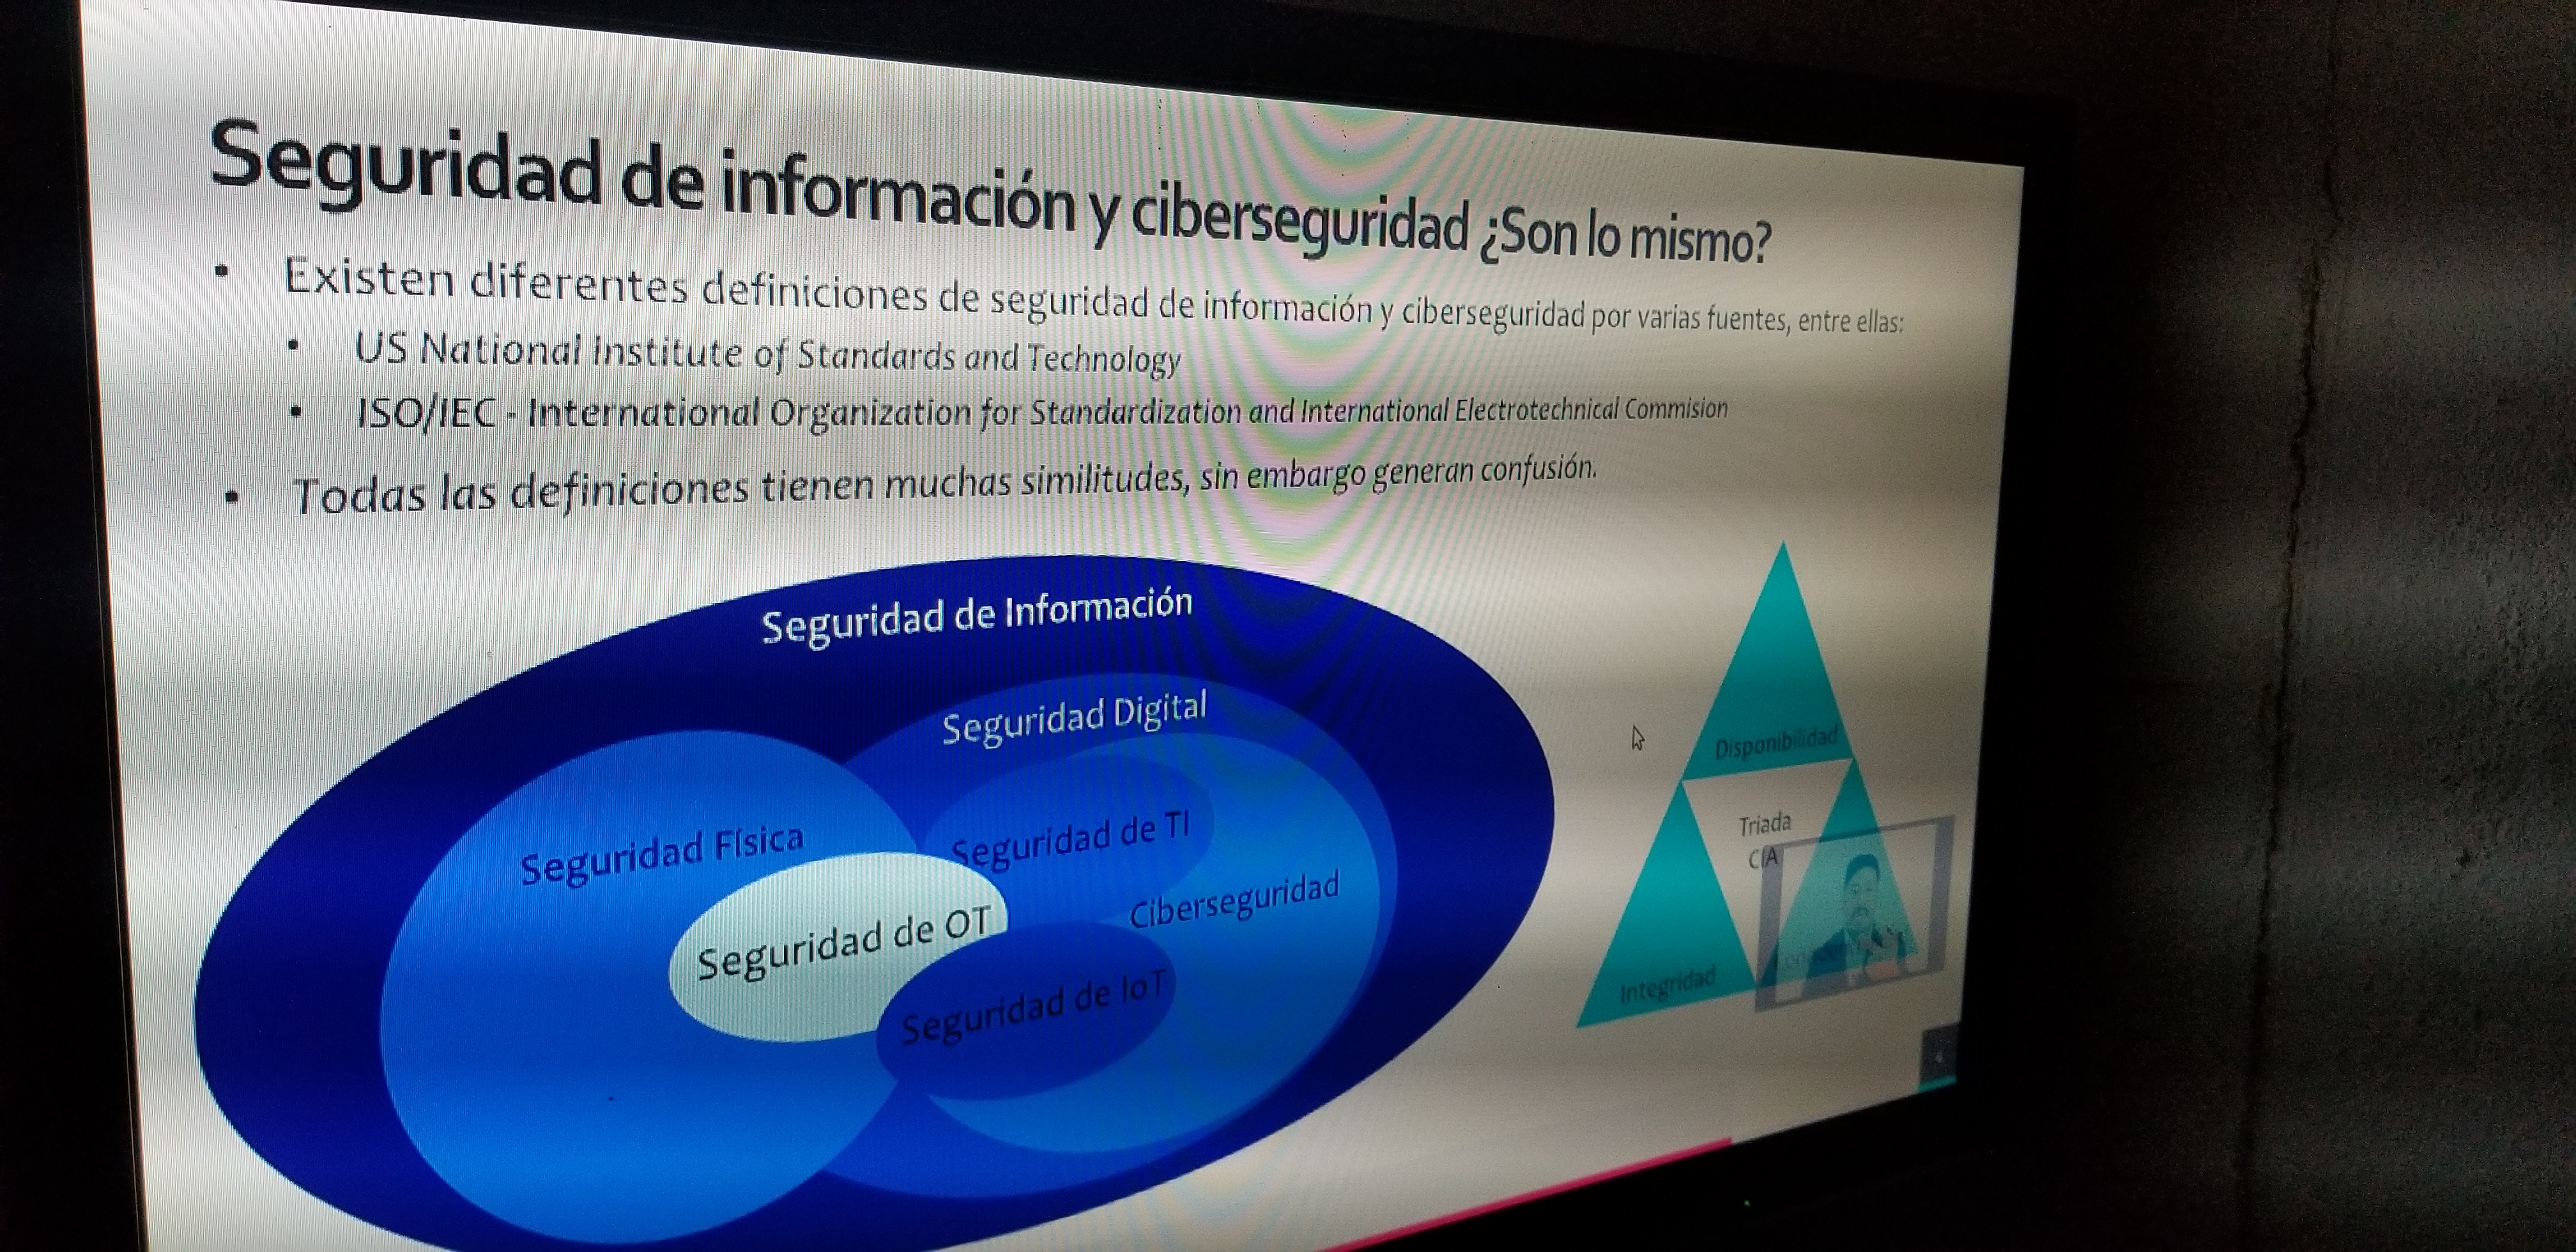 Seguridad de información y ciberseguridad ¿Son lo mismo?
• Existen diferentes definiciones de seguridad de información y ciberseguridad por varias fuentes, entre ellas:
• US National Institute of Standards and Technology
• ISO/IEC - International Organization for Standardization and International Electrotechnical Commision
• Todas las definiciones tienen muchas similitudes, sin embargo generan confusión.
Seguridad de Información
Seguridad Digital
Seguridad Física
Seguridad de TI
Ciberseguridad
Seguridad de OT
Seguridad de IoT
Disponibilidad
Triada
CIA
Integridad
4